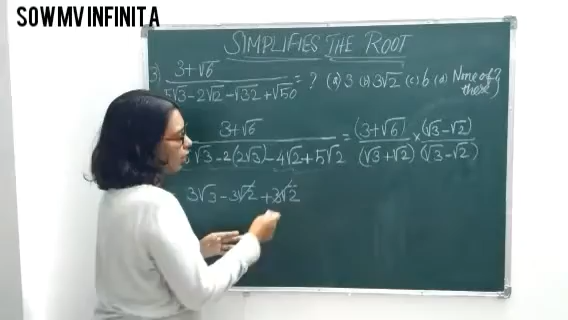 SOWMV INFINITA
SIMPLIFIES THE ROOT
3) 3+√6 / 5√3-2√12-√32+√50 = ? (a) 3 (b) 3√2 (c) 6 (d) None of these
3+√6 / √3-2(2√3)-4√2+5√2 = (3+√6)/(√3+√2) × (√3-√2)/(√3-√2)
3√3-3√2+3√2